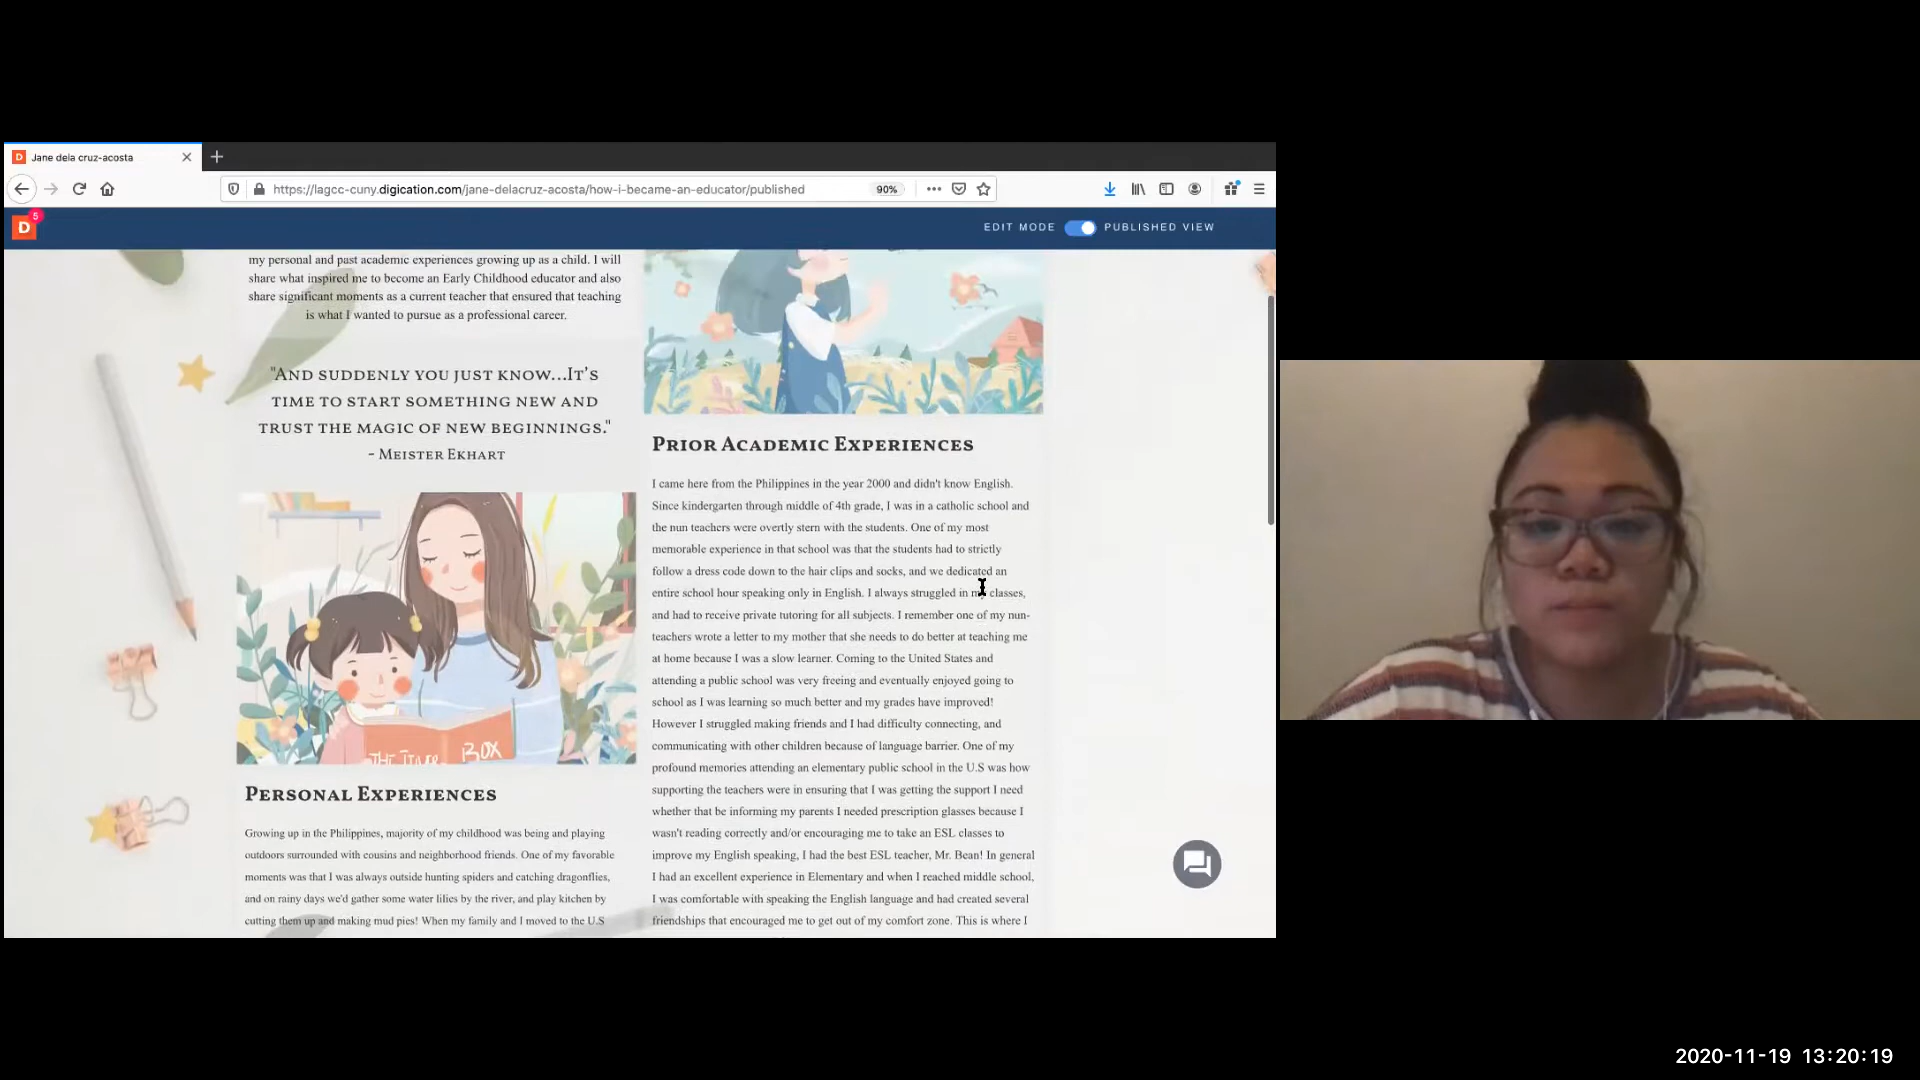 Jane dela cruz-acosta
https://lagcc-cuny.digication.com/jane-delacruz-acosta/how-i-became-an-educator/published
90%
D
5
EDIT MODE
PUBLISHED VIEW
my personal and past academic experiences growing up as a child. I will
share what inspired me to become an Early Childhood educator and also
share significant moments as a current teacher that ensured that teaching
is what I wanted to pursue as a professional career.
"And suddenly you just know...It's
time to start something new and
trust the magic of new beginnings."
- Meister Ekhart
BOX
Personal Experiences
Growing up in the Philippines, majority of my childhood was being and playing
outdoors surrounded with cousins and neighborhood friends. One of my favorable
moments was that I was always outside hunting spiders and catching dragonflies,
and on rainy days we'd gather some water lilies by the river, and play kitchen by
cutting them up and making mud pies! When my family and I moved to the U.S
Prior Academic Experiences
I came here from the Philippines in the year 2000 and didn't know English.
Since kindergarten through middle of 4th grade, I was in a catholic school and
the nun teachers were overtly stern with the students. One of my most
memorable experience in that school was that the students had to strictly
follow a dress code down to the hair clips and socks, and we dedicated an
entire school hour speaking only in English. I always struggled in my classes,
and had to receive private tutoring for all subjects. I remember one of my nun-
teachers wrote a letter to my mother that she needs to do better at teaching me
at home because I was a slow learner. Coming to the United States and
attending a public school was very freeing and eventually enjoyed going to
school as I was learning so much better and my grades have improved!
However I struggled making friends and I had difficulty connecting, and
communicating with other children because of language barrier. One of my
profound memories attending an elementary public school in the U.S was how
supporting the teachers were in ensuring that I was getting the support I need
whether that be informing my parents I needed prescription glasses because I
wasn't reading correctly and/or encouraging me to take an ESL classes to
improve my English speaking, I had the best ESL teacher, Mr. Bean! In general
I had an excellent experience in Elementary and when I reached middle school,
I was comfortable with speaking the English language and had created several
friendships that encouraged me to get out of my comfort zone. This is where I
2020-11-19 13:20:19